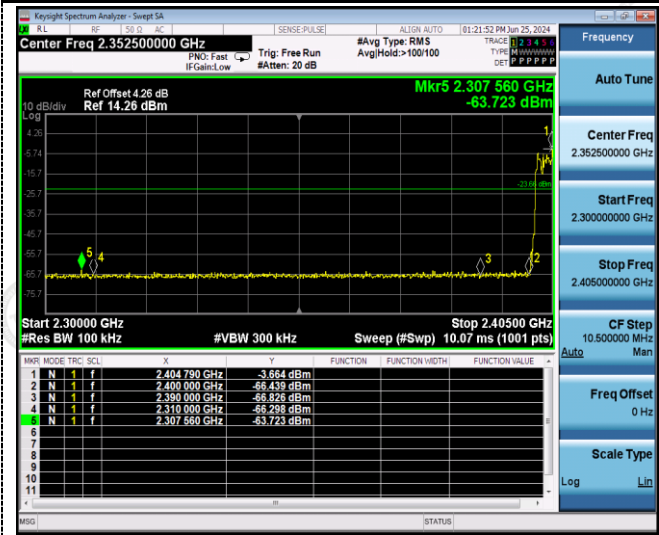 Keysight Spectrum Analyzer - Swept SA
RL RF 50 Ω AC SENSE:PULSE ALIGN AUTO 01:21:52 PM Jun 25, 2024
Center Freq 2.352500000 GHz
PNO: Fast
IFGain:Low
Trig: Free Run
#Atten: 20 dB
#Avg Type: RMS
Avg|Hold:>100/100
TRACE 1 2 3 4 5 6
TYPE M
DET P P P P P P
Ref Offset 4.26 dB
Ref 14.26 dBm
10 dB/div
Log
Mkr5 2.307 560 GHz
-63.723 dBm
4.26
-5.74
-15.7
-25.7
-35.7
-45.7
-55.7
-65.7
-75.7
1
-23.66 dBm
5
4
3
2
Start 2.30000 GHz
Stop 2.40500 GHz
#Res BW 100 kHz
#VBW 300 kHz
Sweep (#Swp) 10.07 ms (1001 pts)
MKR MODE TRC SCL X Y FUNCTION FUNCTION WIDTH FUNCTION VALUE
1 N 1 f 2.404 790 GHz -3.664 dBm
2 N 1 f 2.400 000 GHz -66.439 dBm
3 N 1 f 2.390 000 GHz -66.826 dBm
4 N 1 f 2.310 000 GHz -66.298 dBm
5 N 1 f 2.307 560 GHz -63.723 dBm
6
7
8
9
10
11
MSG
STATUS
Frequency
Auto Tune
Center Freq
2.352500000 GHz
Start Freq
2.300000000 GHz
Stop Freq
2.405000000 GHz
CF Step
10.500000 MHz
Auto Man
Freq Offset
0 Hz
Scale Type
Log Lin